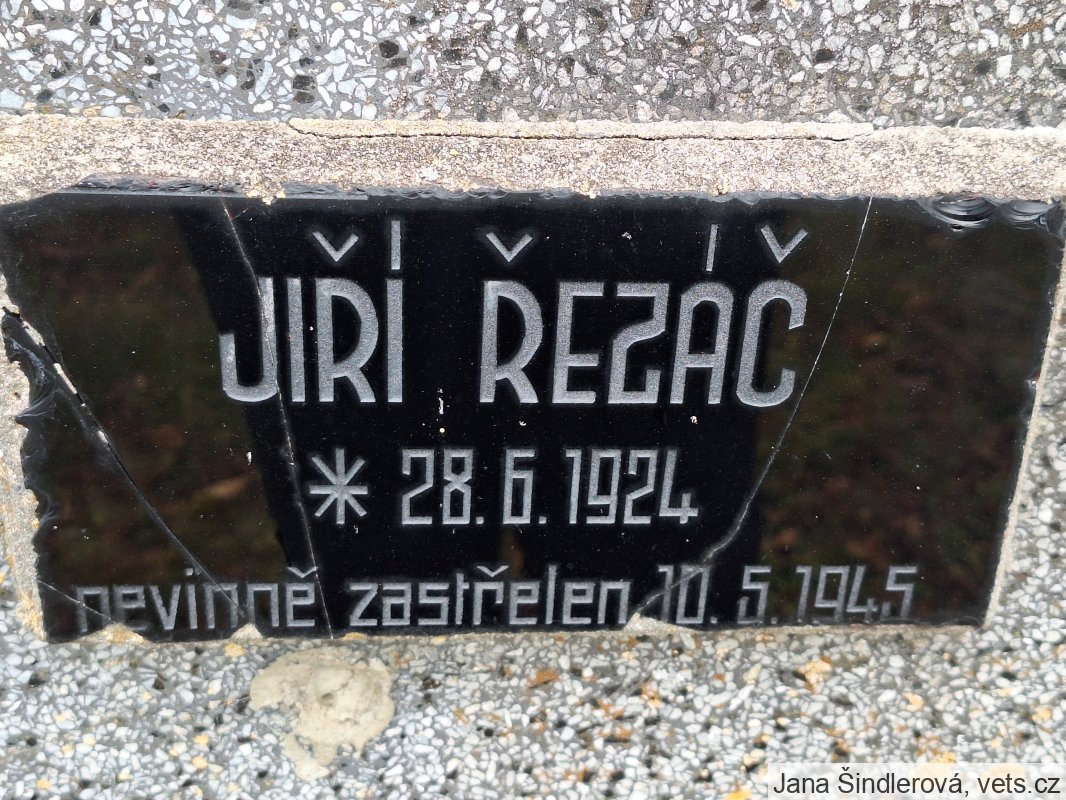 JIŘÍ ŘEZÁČ
* 28. 6. 1924
nevinně zastřelen 10. 5. 1945
Jana Šindlerová, vets.cz